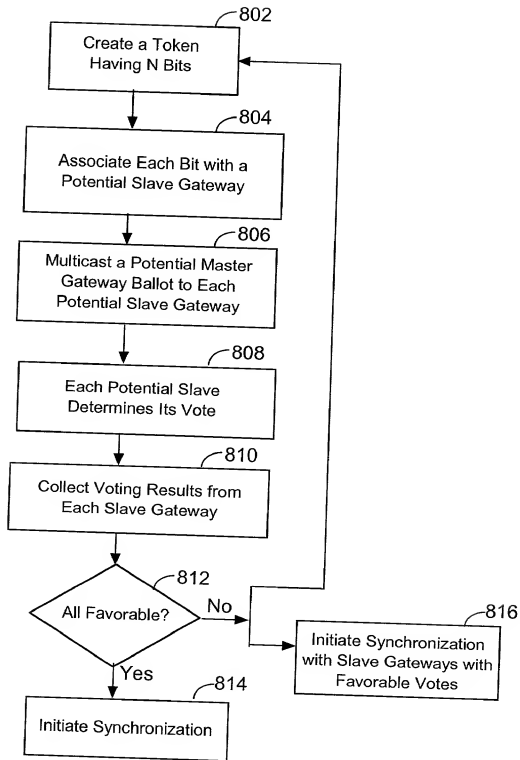 802
Create a Token
Having N Bits
804
Associate Each Bit with a
Potential Slave Gateway
806
Multicast a Potential Master
Gateway Ballot to Each
Potential Slave Gateway
808
Each Potential Slave
Determines Its Vote
810
Collect Voting Results from
Each Slave Gateway
812
All Favorable?
No
816
Initiate Synchronization
with Slave Gateways with
Favorable Votes
Yes
814
Initiate Synchronization